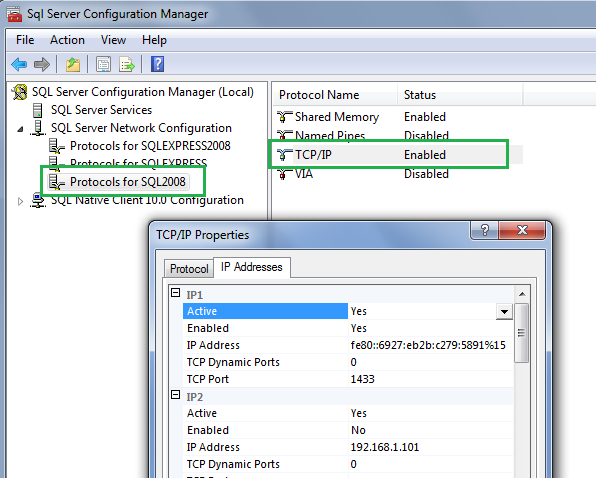 Sql Server Configuration Manager
File Action View Help
SQL Server Configuration Manager (Local)
SQL Server Services
SQL Server Network Configuration
Protocols for SQLEXPRESS2008
Protocols for SQLEXPRESS
Protocols for SQL2008
SQL Native Client 10.0 Configuration
Protocol Name Status
Shared Memory Enabled
Named Pipes Disabled
TCP/IP Enabled
VIA Disabled
TCP/IP Properties
Protocol IP Addresses
IP1
Active Yes
Enabled Yes
IP Address fe80::6927:eb2b:c279:5891%15
TCP Dynamic Ports 0
TCP Port 1433
IP2
Active Yes
Enabled No
IP Address 192.168.1.101
TCP Dynamic Ports 0